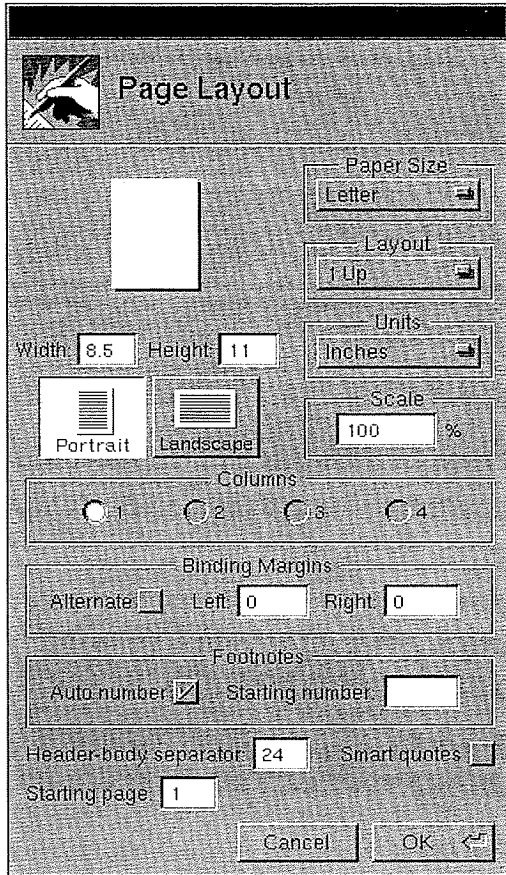 Page Layout
Paper Size
Letter
Layout
1 Up
Units
Inches
Width: 8.5 Height: 11
Portrait Landscape
Scale
100 %
Columns
1 2 3 4
Binding Margins
Alternate Left: 0 Right: 0
Footnotes
Auto number Starting number:
Header-body separator: 24 Smart quotes
Starting page: 1
Cancel OK